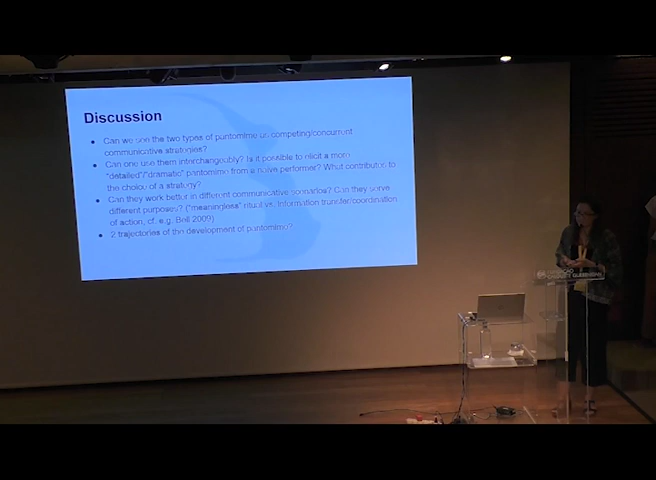 Discussion
• Can we see the two types of pantomime as competing/concurrent
communicative strategies?
• Can one use them interchangeably? Is it possible to elicit a more
"detailed"/"dramatic" pantomime from a naive performer? What contributes to
the choice of a strategy?
• Can they work better in different communicative scenarios? Can they serve
different purposes? ("meaningless" ritual vs. information transfer/coordination
of action, cf. e.g. Bell 2009)
• 2 trajectories of the development of pantomime?